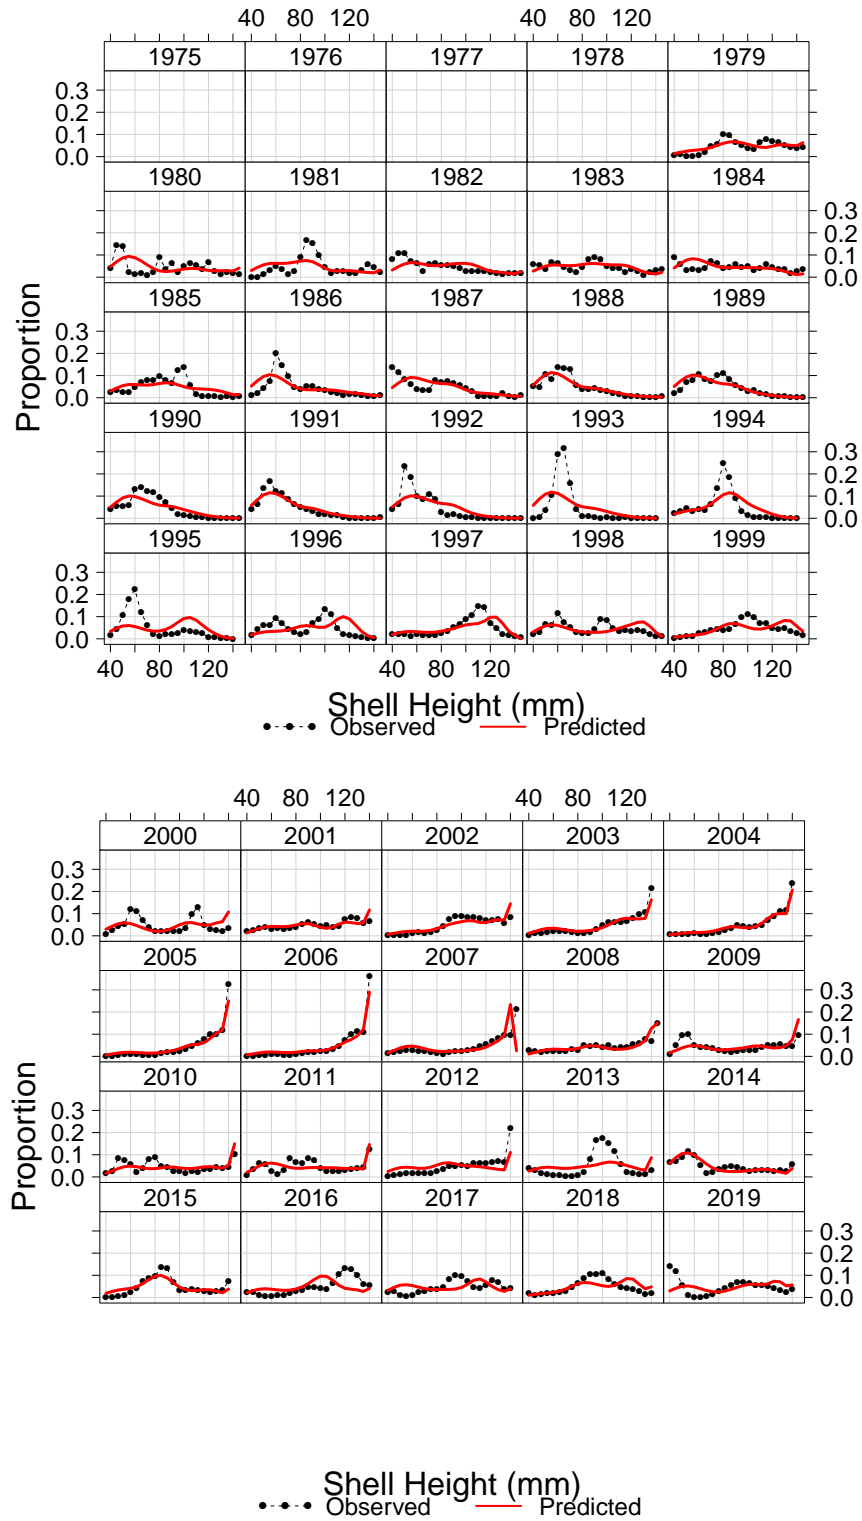 40 80 120 40 80 120
1975 1976 1977 1978 1979
0.3
0.2
0.1
0.0
1980 1981 1982 1983 1984
0.3
0.2
0.1
0.0
1985 1986 1987 1988 1989
0.3
0.2
0.1
0.0
1990 1991 1992 1993 1994
0.3
0.2
0.1
0.0
1995 1996 1997 1998 1999
0.3
0.2
0.1
0.0
Proportion
40 80 120 40 80 120 40 80 120
Shell Height (mm)
Observed Predicted
40 80 120 40 80 120
2000 2001 2002 2003 2004
0.3
0.2
0.1
0.0
2005 2006 2007 2008 2009
0.3
0.2
0.1
0.0
2010 2011 2012 2013 2014
0.3
0.2
0.1
0.0
2015 2016 2017 2018 2019
0.3
0.2
0.1
0.0
Proportion
Shell Height (mm)
Observed Predicted